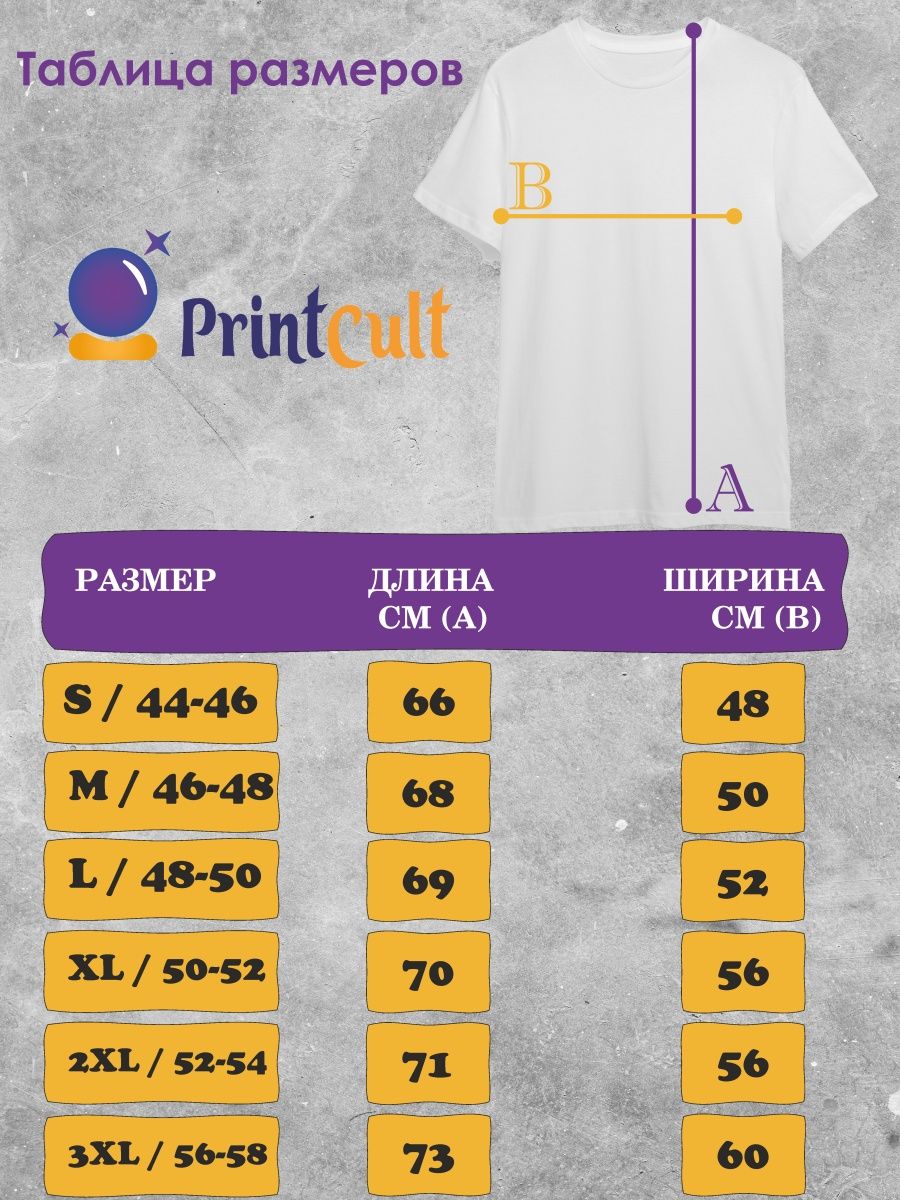 Таблица размеров
B
PrintCult
A
РАЗМЕР ДЛИНА ШИРИНА
СМ (А) СМ (В)
S / 44-46 66 48
M / 46-48 68 50
L / 48-50 69 52
XL / 50-52 70 56
2XL / 52-54 71 56
3XL / 56-58 73 60